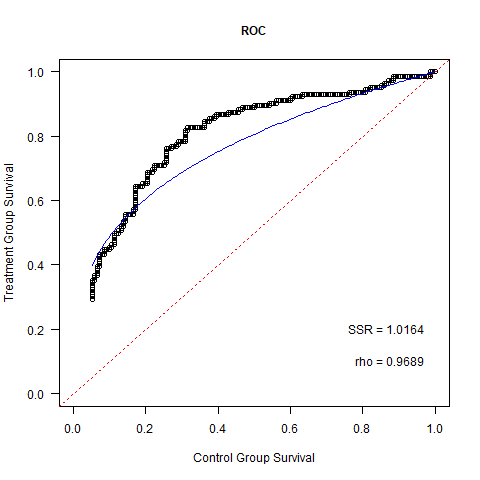 ROC
Treatment Group Survival
1.0
0.8
0.6
0.4
0.2
0.0
SSR = 1.0164
rho = 0.9689
0.0 0.2 0.4 0.6 0.8 1.0
Control Group Survival